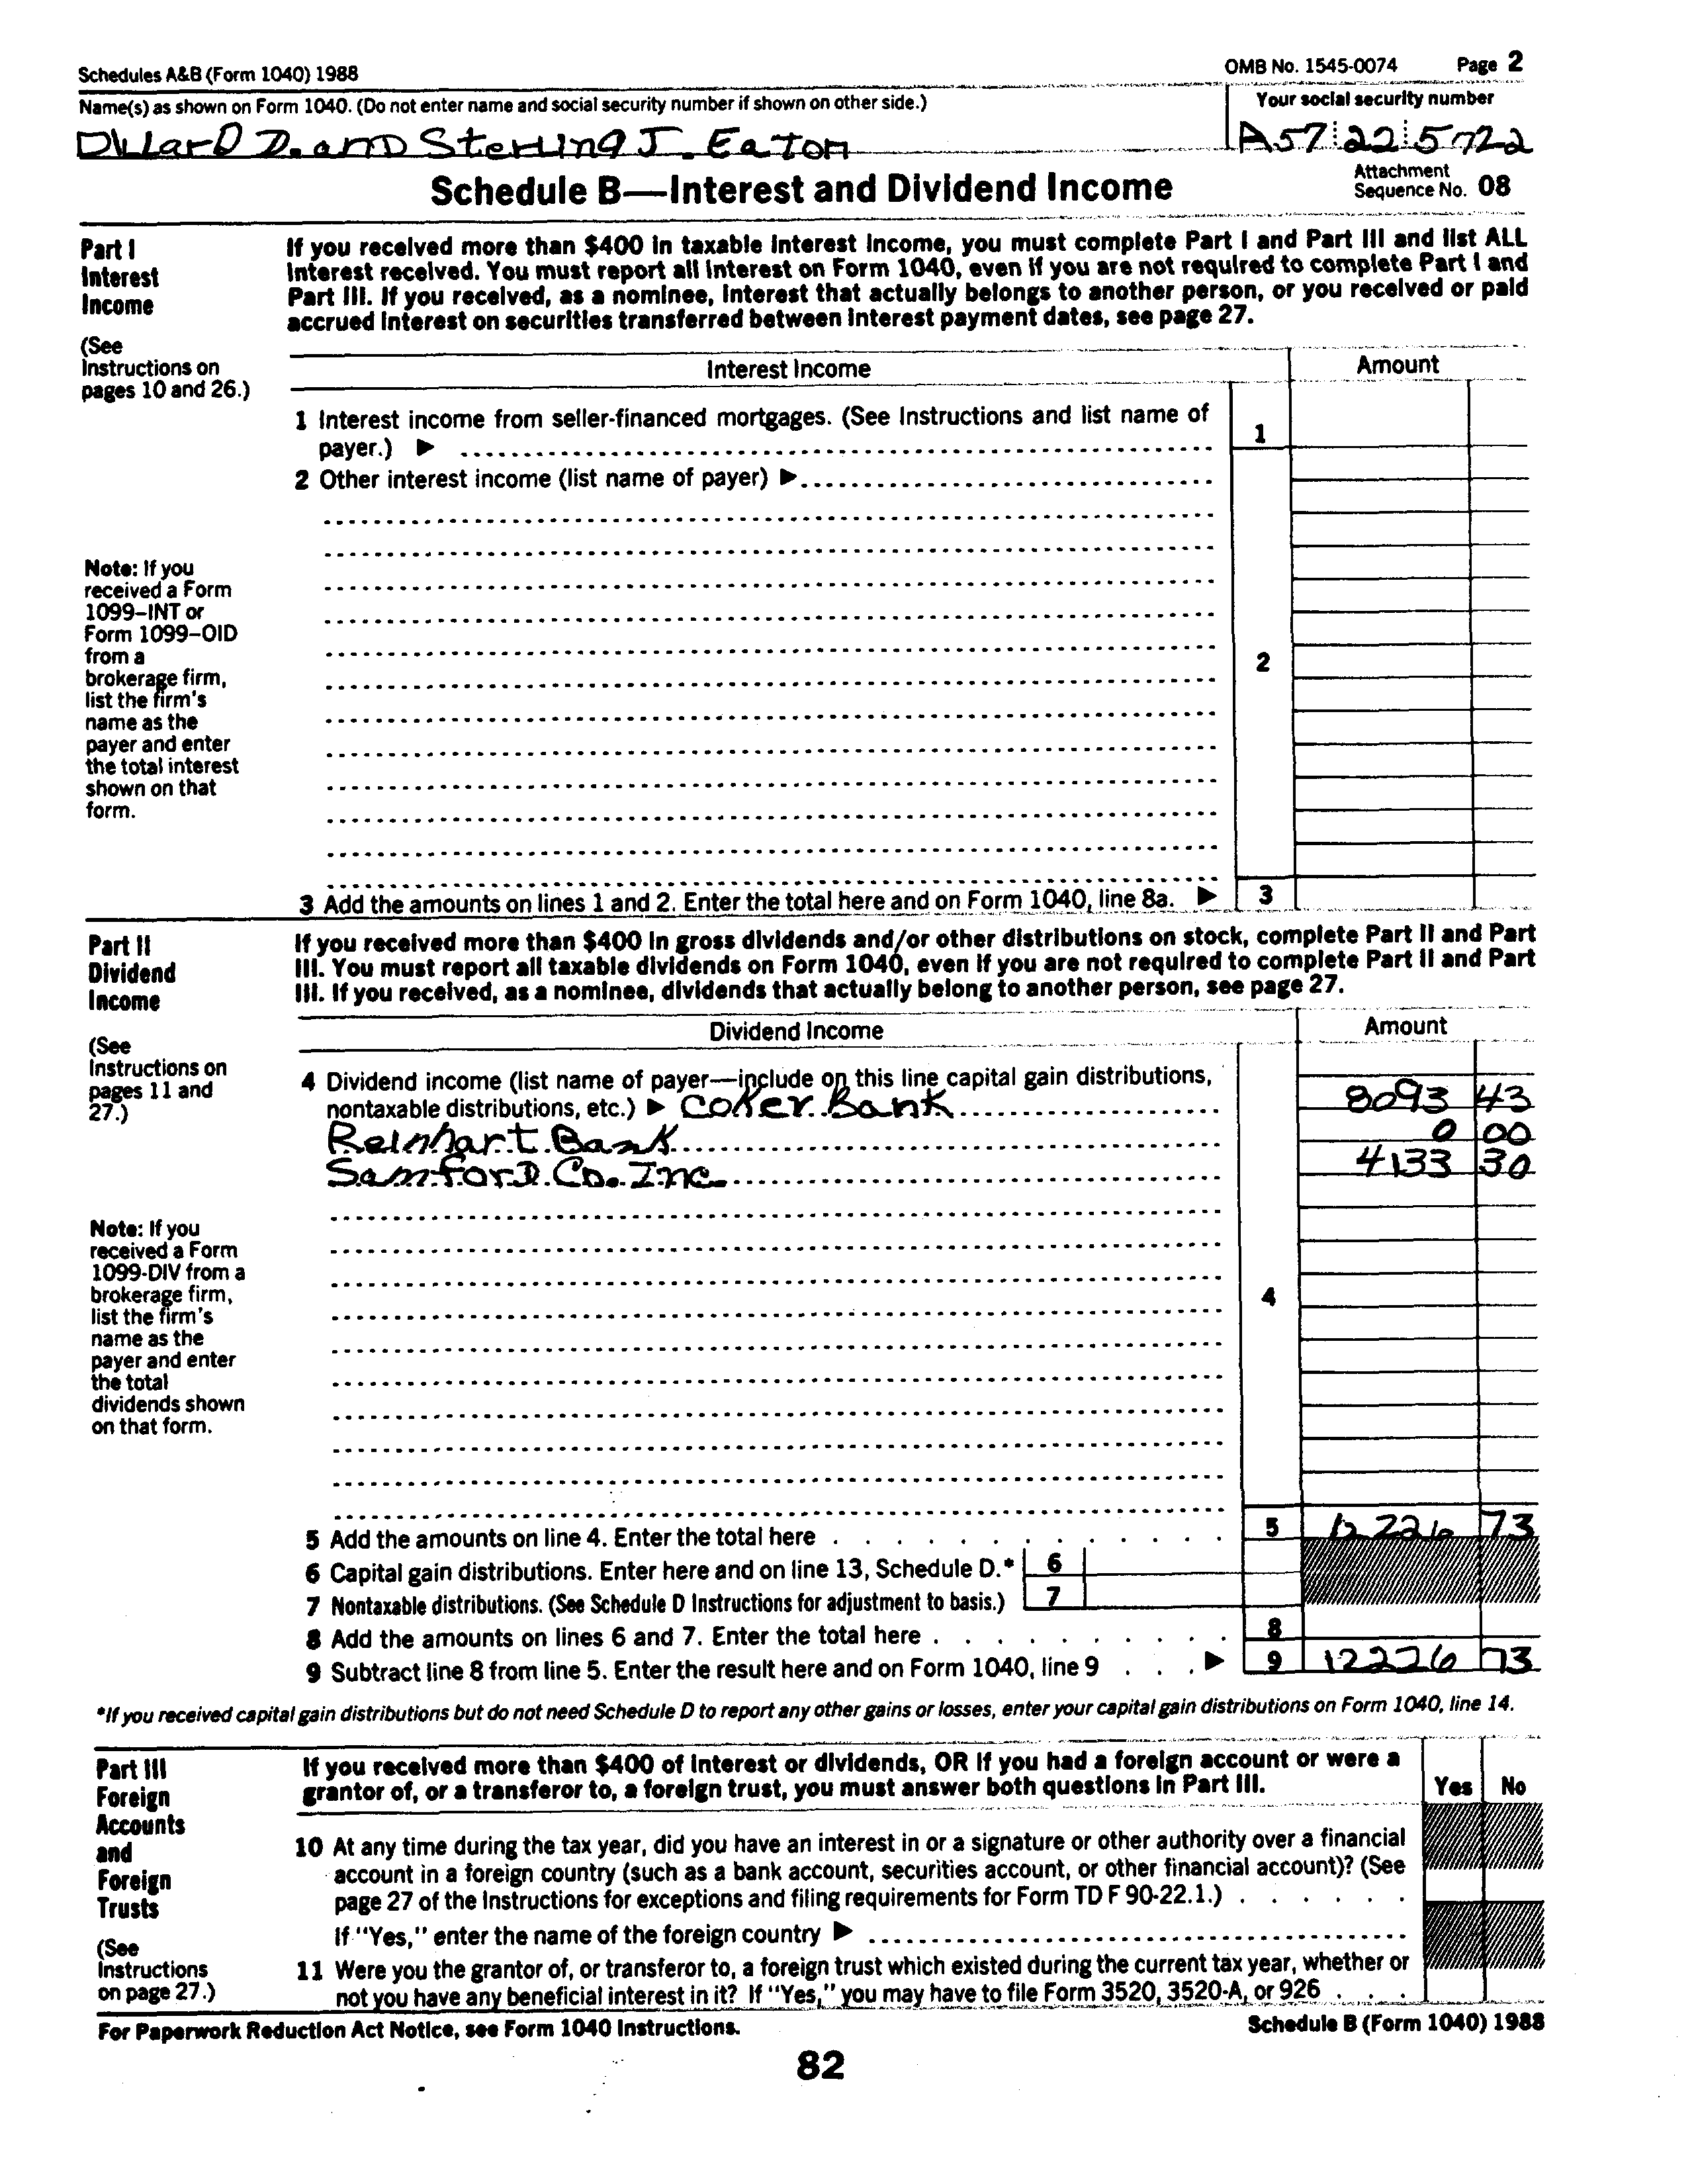 Schedules A&B (Form 1040) 1988
OMB No. 1545-0074 Page 2
Name(s) as shown on Form 1040. (Do not enter name and social security number if shown on other side.)
Your social security number
Dillard D. and Sterling J. Eaton
A57 22 5722
Schedule B—Interest and Dividend Income
Attachment
Sequence No. 08
Part I
Interest
Income
(See
Instructions on
pages 10 and 26.)
If you received more than $400 in taxable interest income, you must complete Part I and Part III and list ALL
interest received. You must report all interest on Form 1040, even if you are not required to complete Part I and
Part III. If you received, as a nominee, interest that actually belongs to another person, or you received or paid
accrued interest on securities transferred between interest payment dates, see page 27.
Interest Income Amount
1 Interest income from seller-financed mortgages. (See Instructions and list name of
payer.) ▶ 1
2 Other interest income (list name of payer) ▶
Note: If you
received a Form
1099–INT or
Form 1099–OID
from a
brokerage firm,
list the firm's
name as the
payer and enter
the total interest
shown on that
form.
2
3 Add the amounts on lines 1 and 2. Enter the total here and on Form 1040, line 8a. ▶ 3
Part II
Dividend
Income
(See
Instructions on
pages 11 and
27.)
If you received more than $400 in gross dividends and/or other distributions on stock, complete Part II and Part
III. You must report all taxable dividends on Form 1040, even if you are not required to complete Part II and Part
III. If you received, as a nominee, dividends that actually belong to another person, see page 27.
Dividend Income Amount
4 Dividend income (list name of payer—include on this line capital gain distributions,
nontaxable distributions, etc.) ▶ Coker Bank 8093 43
Reinhart Bank 0 00
Samford Co. Inc. 4133 30
Note: If you
received a Form
1099-DIV from a
brokerage firm,
list the firm's
name as the
payer and enter
the total
dividends shown
on that form.
4
5 Add the amounts on line 4. Enter the total here 5 12226 73
6 Capital gain distributions. Enter here and on line 13, Schedule D.* 6
7 Nontaxable distributions. (See Schedule D Instructions for adjustment to basis.) 7
8 Add the amounts on lines 6 and 7. Enter the total here 8
9 Subtract line 8 from line 5. Enter the result here and on Form 1040, line 9 ▶ 9 12226 73
*If you received capital gain distributions but do not need Schedule D to report any other gains or losses, enter your capital gain distributions on Form 1040, line 14.
Part III
Foreign
Accounts
and
Foreign
Trusts
(See
Instructions
on page 27.)
If you received more than $400 of interest or dividends, OR if you had a foreign account or were a
grantor of, or a transferor to, a foreign trust, you must answer both questions in Part III.
Yes No
10 At any time during the tax year, did you have an interest in or a signature or other authority over a financial
account in a foreign country (such as a bank account, securities account, or other financial account)? (See
page 27 of the Instructions for exceptions and filing requirements for Form TD F 90-22.1.)
If "Yes," enter the name of the foreign country ▶
11 Were you the grantor of, or transferor to, a foreign trust which existed during the current tax year, whether or
not you have any beneficial interest in it? If "Yes," you may have to file Form 3520, 3520-A, or 926
For Paperwork Reduction Act Notice, see Form 1040 Instructions.
Schedule B (Form 1040) 1988
82